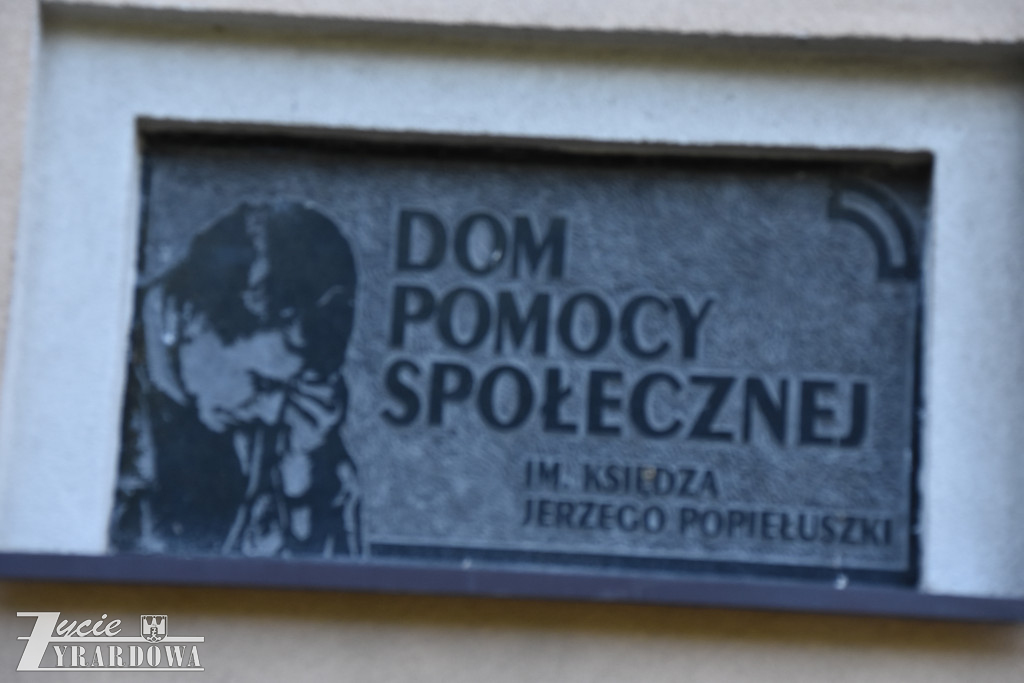 DOM
POMOCY
SPOŁECZNEJ
IM. KSIĘDZA
JERZEGO POPIEŁUSZKI
Życie
ŻYRARDOWA